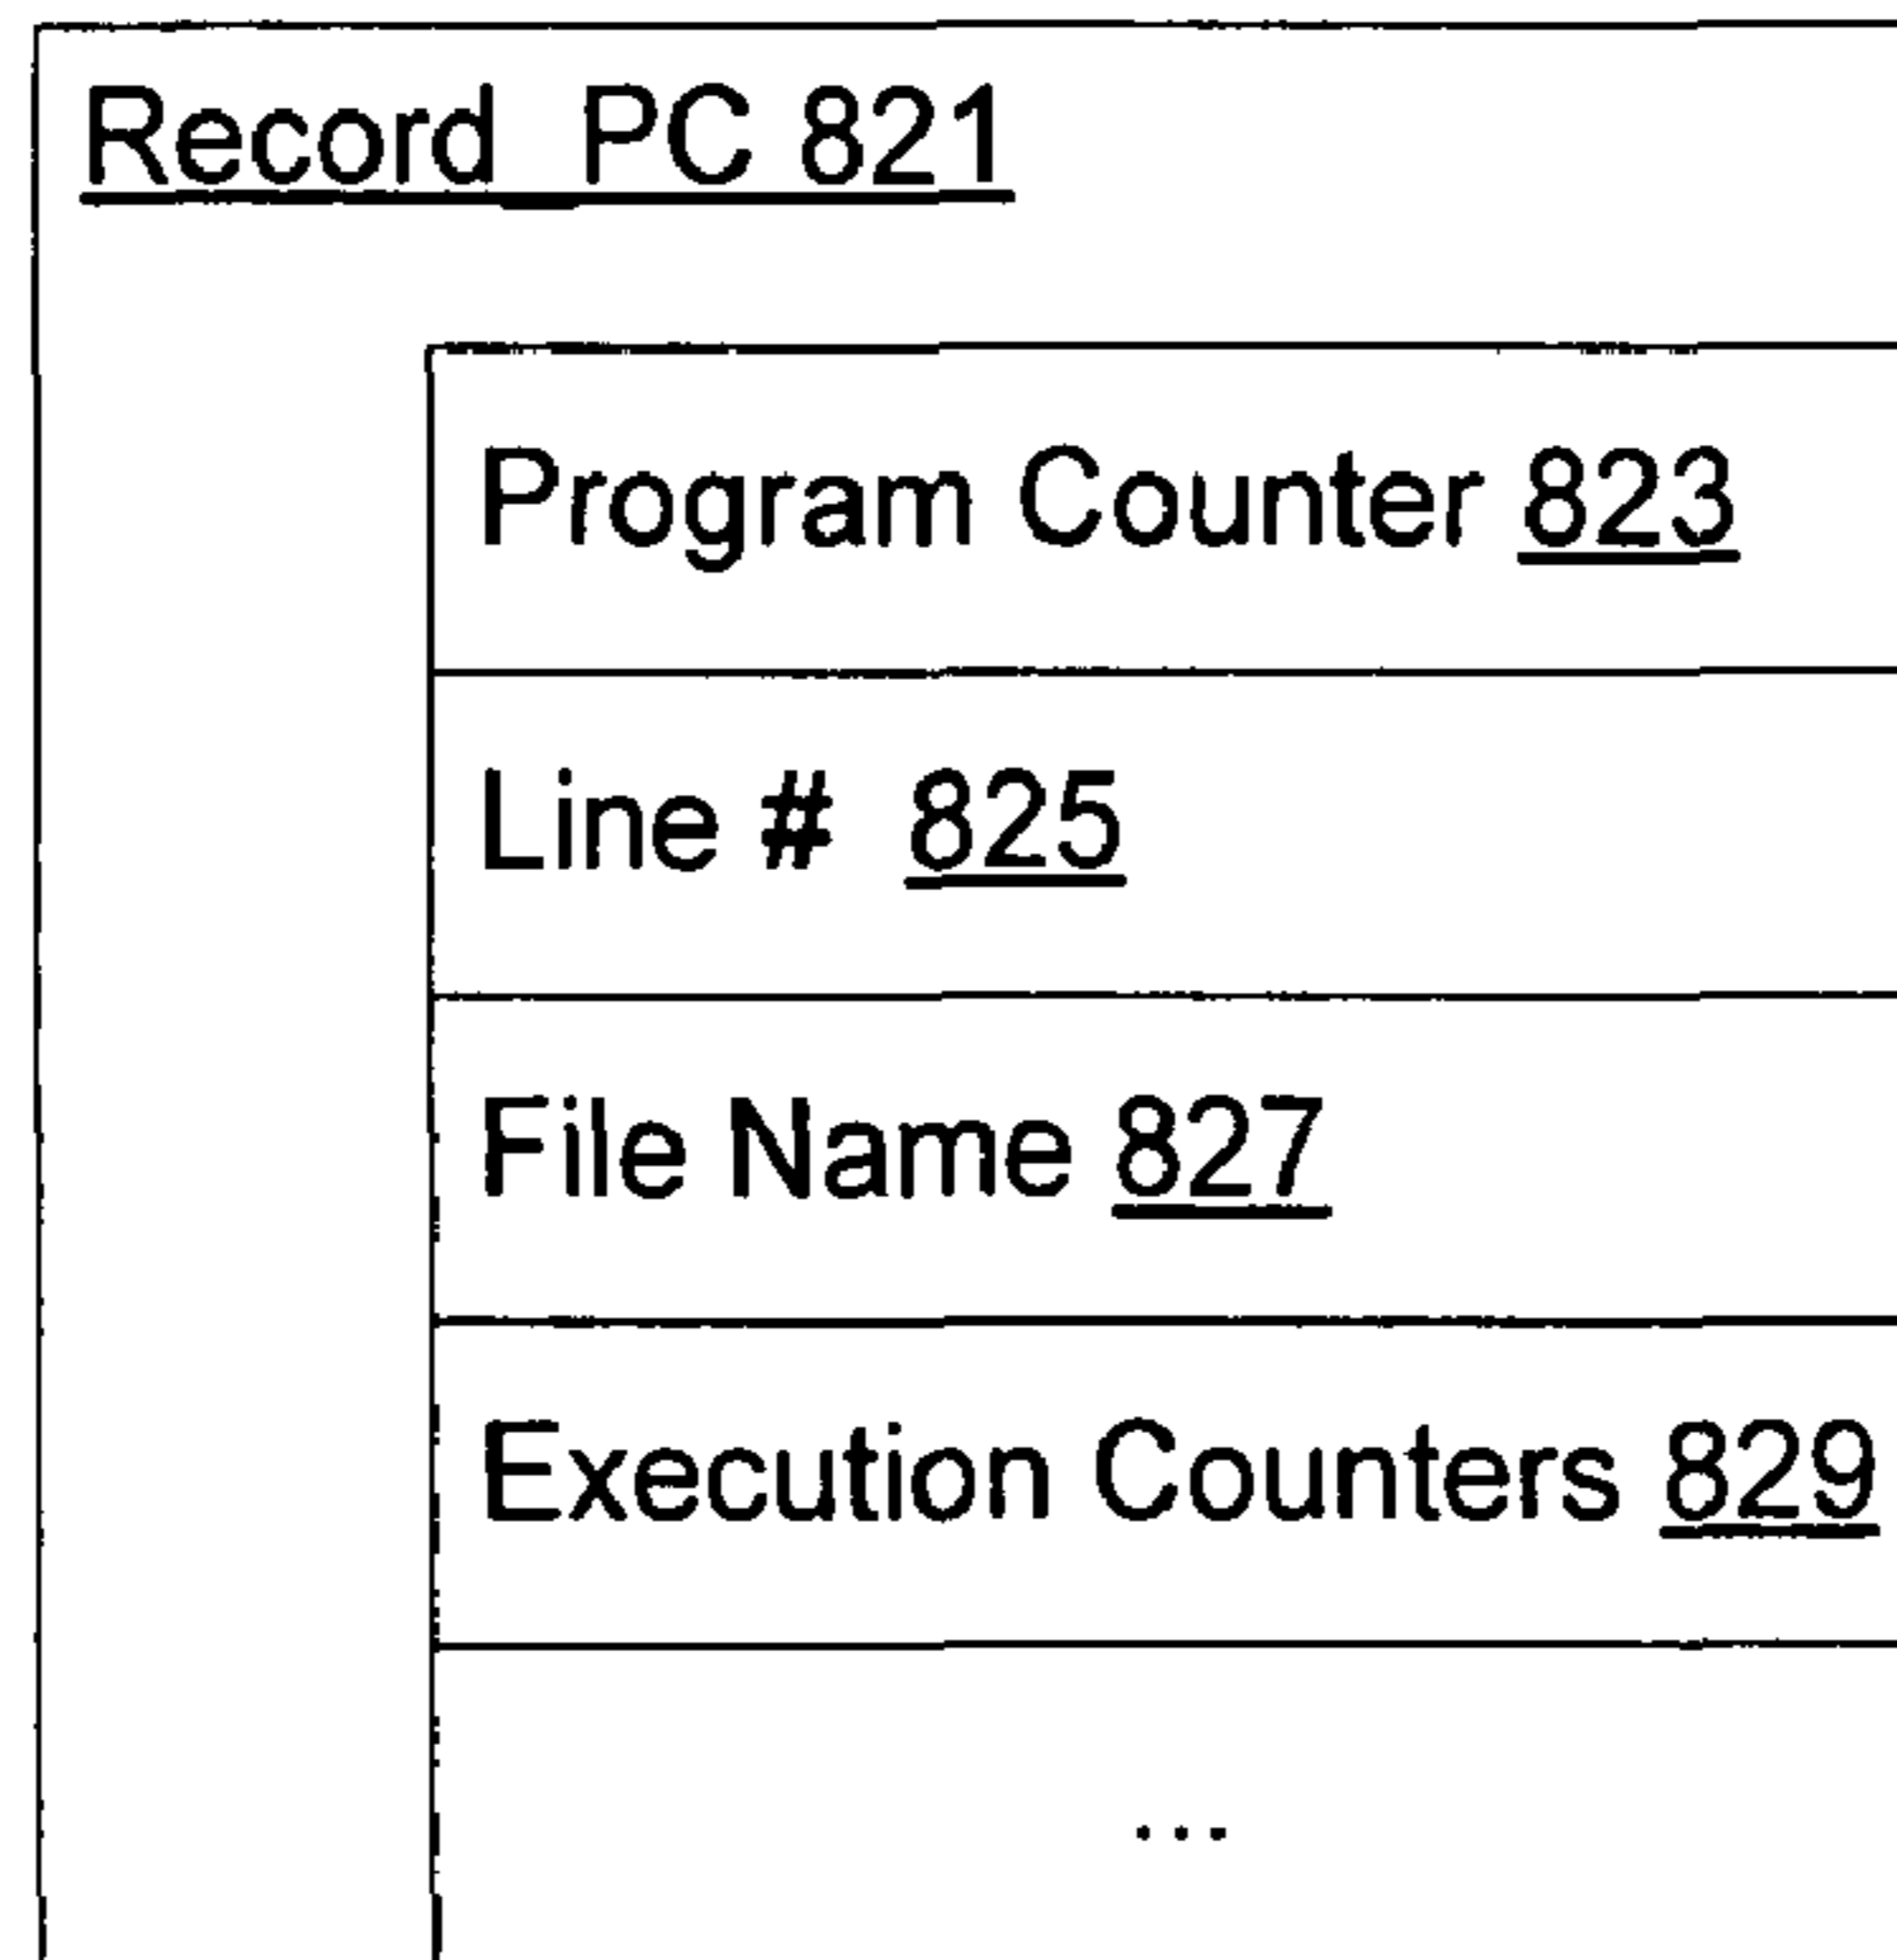 Record PC 821
Program Counter 823
Line # 825
File Name 827
Execution Counters 829
...